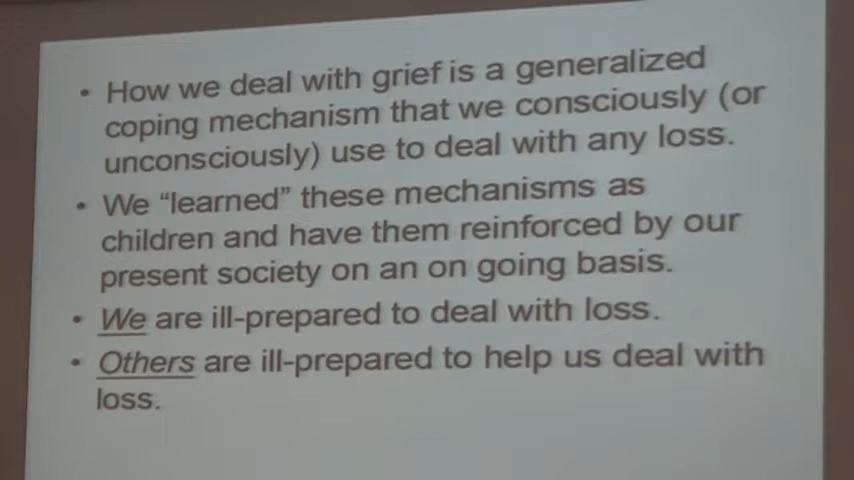 • How we deal with grief is a generalized
coping mechanism that we consciously (or
unconsciously) use to deal with any loss.
• We “learned” these mechanisms as
children and have them reinforced by our
present society on an on going basis.
• We are ill-prepared to deal with loss.
• Others are ill-prepared to help us deal with
loss.